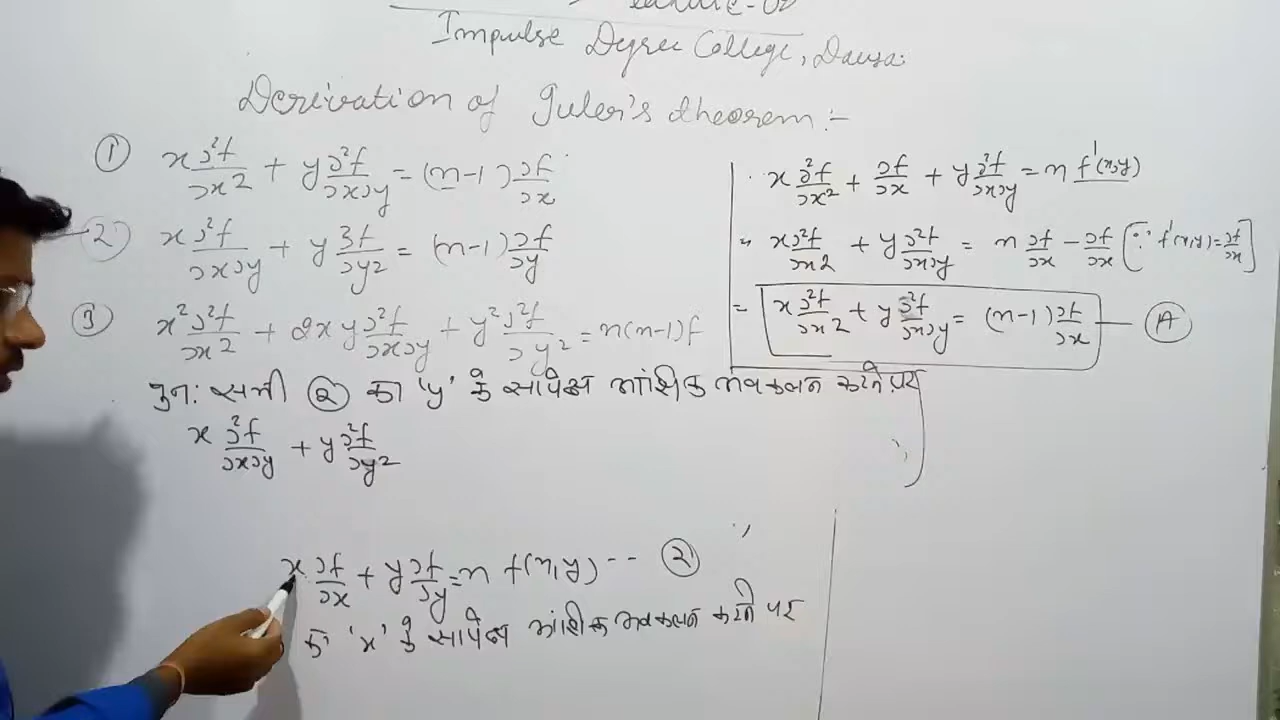 Impulse Degree College, Dausa.
Derivation of Euler's theorem :-
① x ∂²f/∂x² + y ∂²f/∂x∂y = (n-1) ∂f/∂x
② x ∂²f/∂x∂y + y ∂f/∂y² = (n-1) ∂f/∂y
③ x² ∂²f/∂x² + 2xy ∂²f/∂x∂y + y² ∂²f/∂y² = n(n-1)f
पुन: समी ② का 'y' के सापेक्ष आंशिक अवकलन करने पर
x ∂²f/∂x∂y + y ∂²f/∂y²
x ∂f/∂x + y ∂f/∂y = n f(x,y) -- ②
को 'x' के सापेक्ष आंशिक अवकलन करने पर
x ∂²f/∂x² + ∂f/∂x + y ∂²f/∂x∂y = n f'(x,y)
x ∂²f/∂x² + y ∂²f/∂x∂y = n ∂f/∂x - ∂f/∂x [∵ f'(x,y) = ∂f/∂x]
= x ∂²f/∂x² + y ∂²f/∂x∂y = (n-1) ∂f/∂x — Ⓐ